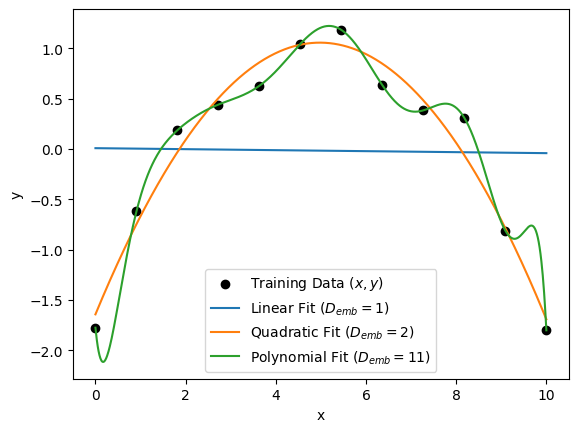 1.0
0.5
0.0
−0.5
−1.0
−1.5
−2.0
y
Training Data (x, y)
Linear Fit (D_emb = 1)
Quadratic Fit (D_emb = 2)
Polynomial Fit (D_emb = 11)
0 2 4 6 8 10
x